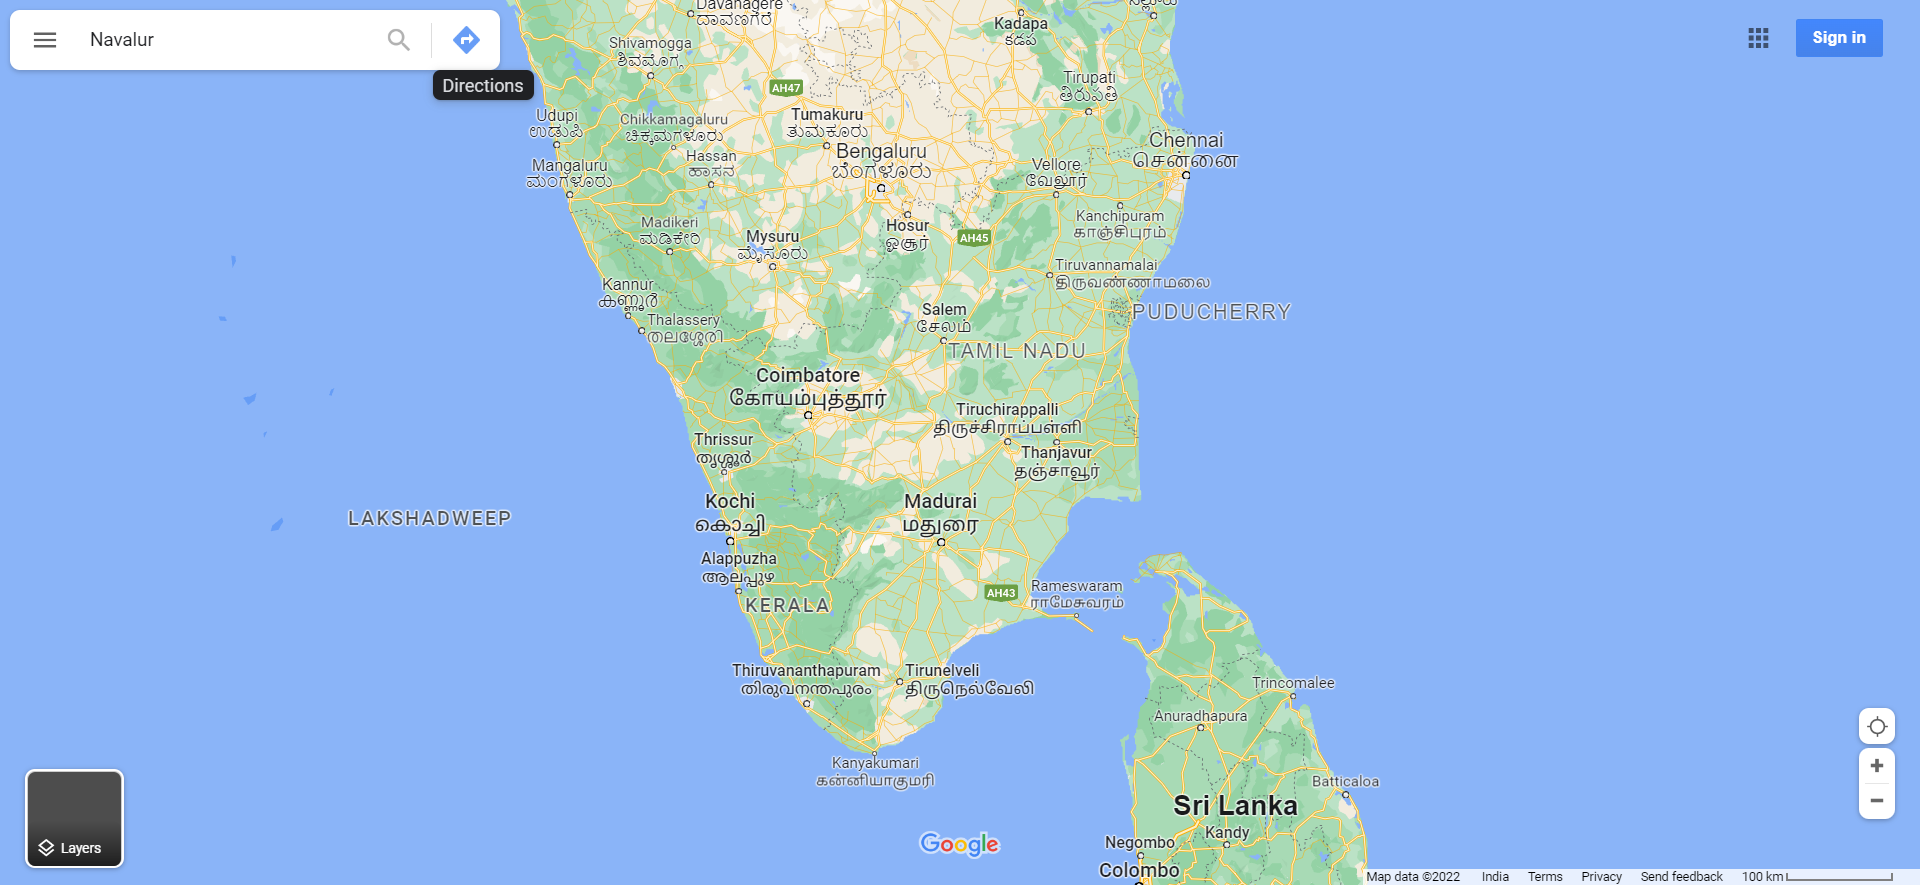 Navalur
Directions
Sign in
Davanagere
ದಾವಣಗೆರೆ
Kadapa
కడప
Shivamogga
ಶಿವಮೊಗ್ಗ
Tirupati
తిరుపతి
AH47
Udupi
ಉಡುಪಿ
Chikkamagaluru
ಚಿಕ್ಕಮಗಳೂರು
Tumakuru
ತುಮಕೂರು
Chennai
சென்னை
Bengaluru
ಬೆಂಗಳೂರು
Hassan
ಹಾಸನ
Mangaluru
ಮಂಗಳೂರು
Vellore
வேலூர்
Kanchipuram
காஞ்சிபுரம்
Madikeri
ಮಡಿಕೇರಿ
Mysuru
ಮೈಸೂರು
Hosur
ஓசூர்
AH45
Tiruvannamalai
திருவண்ணாமலை
Kannur
കണ്ണൂർ
Thalassery
തലശ്ശേരി
Salem
சேலம்
PUDUCHERRY
TAMIL NADU
Coimbatore
கோயம்புத்தூர்
Tiruchirappalli
திருச்சிராப்பள்ளி
Thrissur
തൃശ്ശൂർ
Thanjavur
தஞ்சாவூர்
Kochi
കൊച്ചി
Madurai
மதுரை
LAKSHADWEEP
Alappuzha
ആലപ്പുഴ
KERALA
AH43
Rameswaram
ராமேசுவரம்
Thiruvananthapuram
തിരുവനന്തപുരം
Tirunelveli
திருநெல்வேலி
Trincomalee
Anuradhapura
Kanyakumari
கன்னியாகுமரி
Batticaloa
Sri Lanka
Kandy
Negombo
Colombo
Layers
Google
Map data ©2022 India Terms Privacy Send feedback 100 km